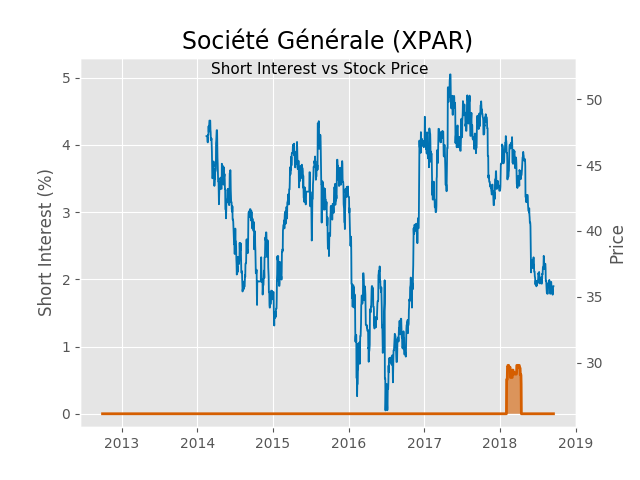 Société Générale (XPAR)
Short Interest vs Stock Price
Short Interest (%)
5
4
3
2
1
0
50
45
40
35
30
Price
2013 2014 2015 2016 2017 2018 2019